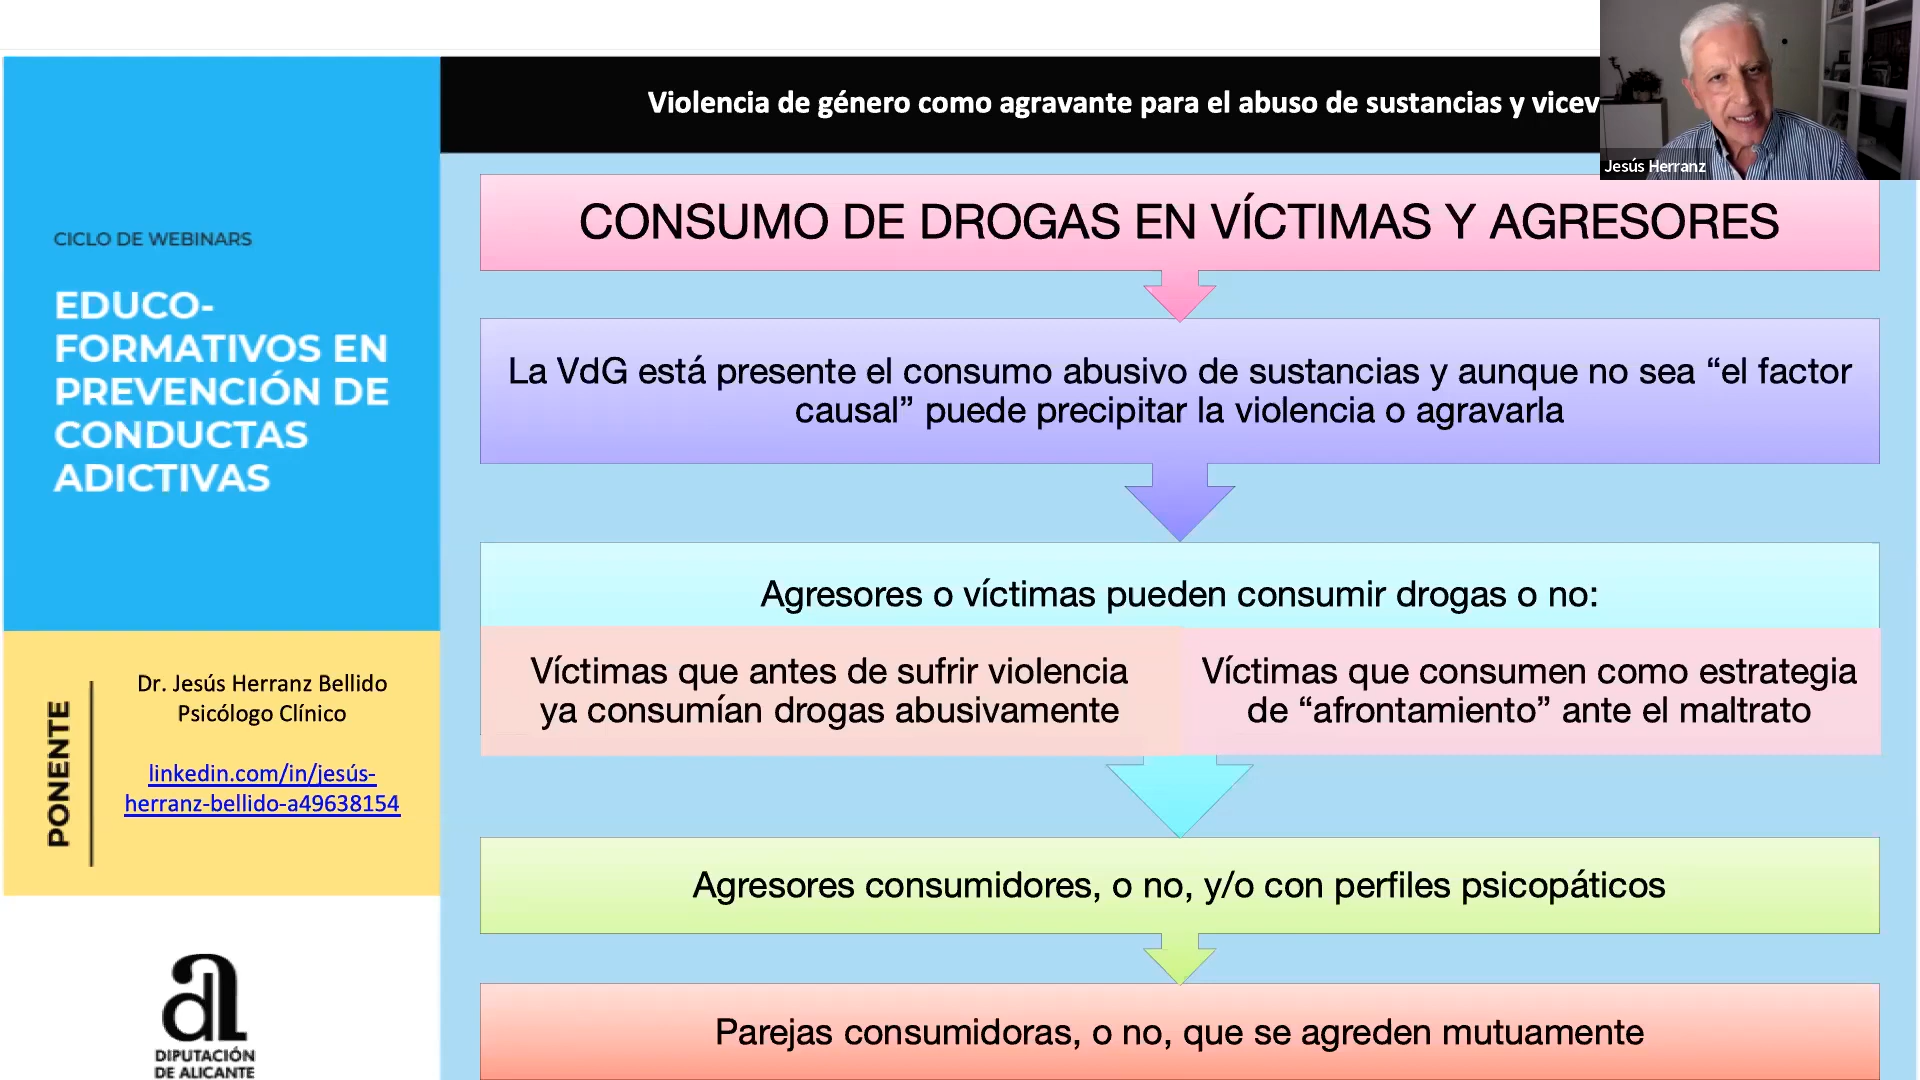 Violencia de género como agravante para el abuso de sustancias y vicev
Jesús Herranz
CICLO DE WEBINARS
EDUCO-
FORMATIVOS EN
PREVENCIÓN DE
CONDUCTAS
ADICTIVAS
PONENTE
Dr. Jesús Herranz Bellido
Psicólogo Clínico
linkedin.com/in/jesús-
herranz-bellido-a49638154
DIPUTACIÓN
DE ALICANTE
CONSUMO DE DROGAS EN VÍCTIMAS Y AGRESORES
La VdG está presente el consumo abusivo de sustancias y aunque no sea “el factor
causal” puede precipitar la violencia o agravarla
Agresores o víctimas pueden consumir drogas o no:
Víctimas que antes de sufrir violencia
ya consumían drogas abusivamente
Víctimas que consumen como estrategia
de “afrontamiento” ante el maltrato
Agresores consumidores, o no, y/o con perfiles psicopáticos
Parejas consumidoras, o no, que se agreden mutuamente